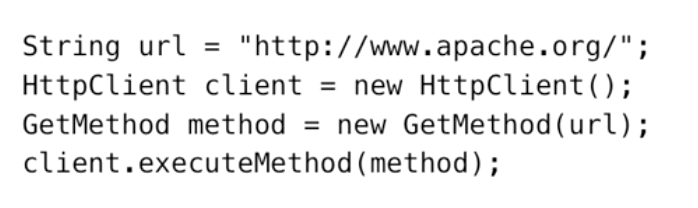 String url = "http://www.apache.org/";
HttpClient client = new HttpClient();
GetMethod method = new GetMethod(url);
client.executeMethod(method);